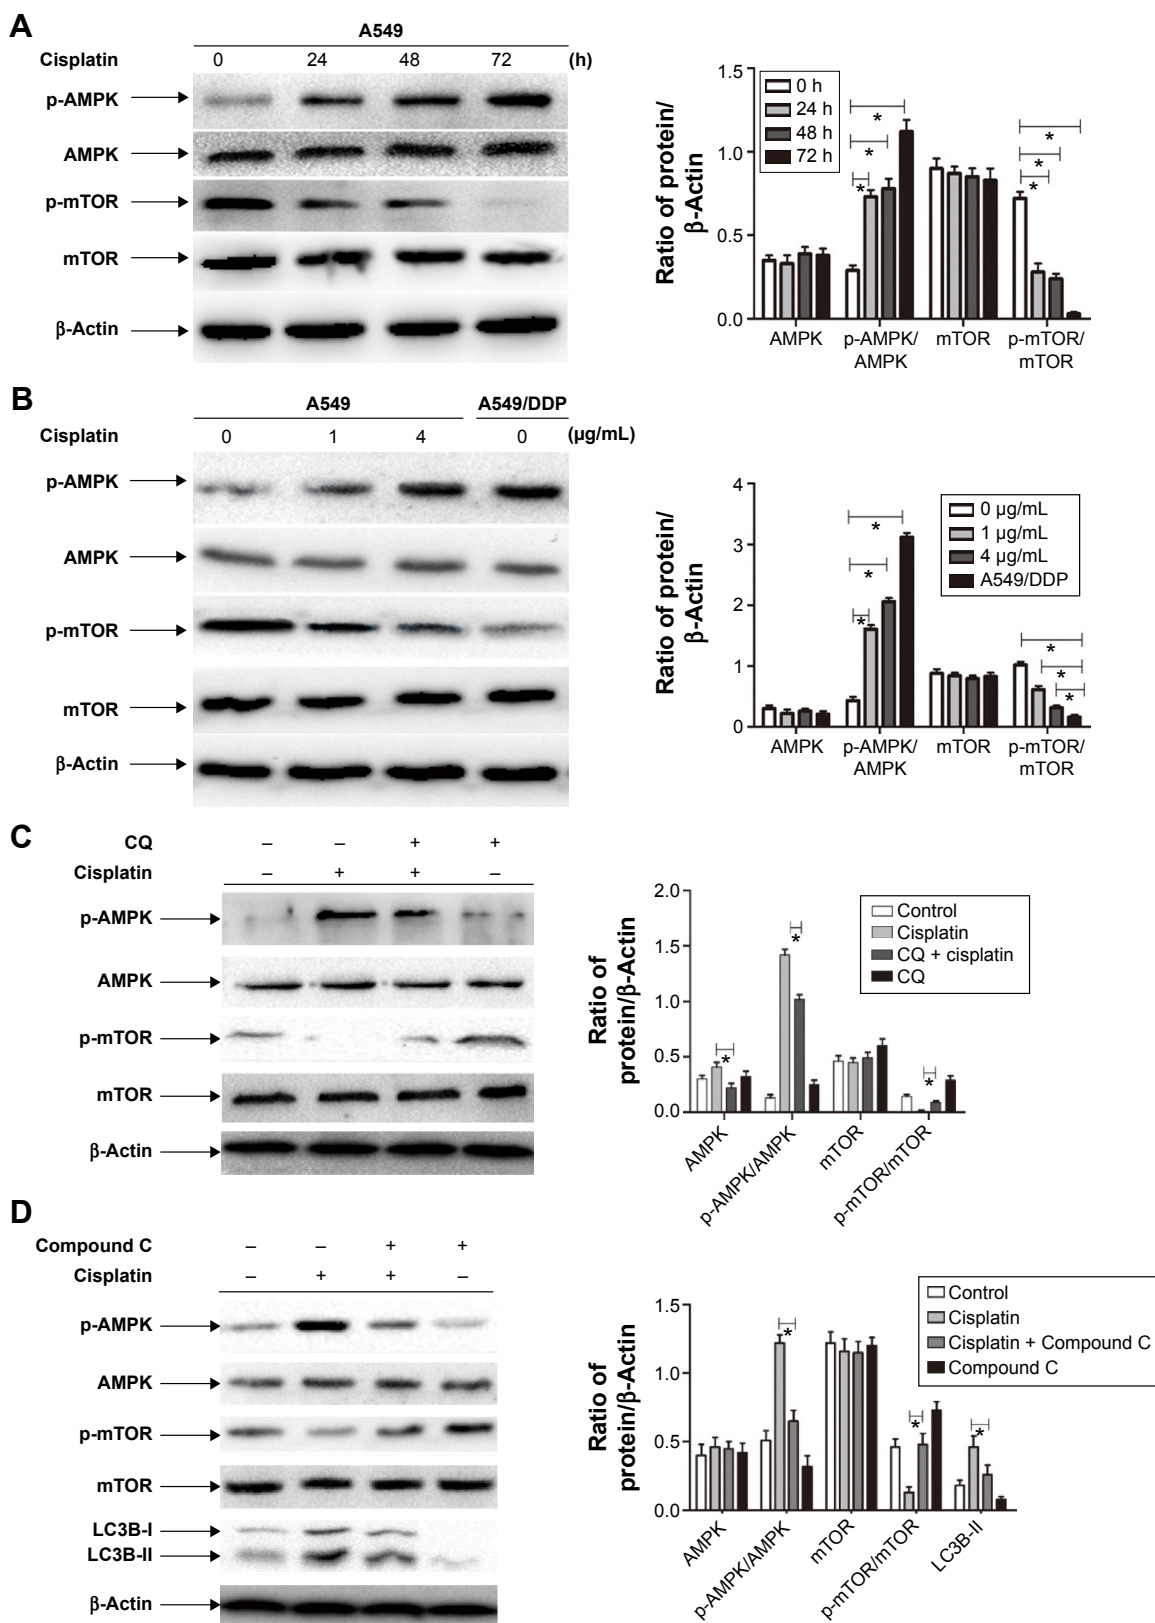 A
A549
Cisplatin 0 24 48 72 (h)
p-AMPK
AMPK
p-mTOR
mTOR
β-Actin
Ratio of protein/
β-Actin
1.5
1.0
0.5
0.0
0 h
24 h
48 h
72 h
* * * * * *
AMPK p-AMPK/ mTOR p-mTOR/
AMPK mTOR
B
A549 A549/DDP
Cisplatin 0 1 4 0 (µg/mL)
p-AMPK
AMPK
p-mTOR
mTOR
β-Actin
Ratio of protein/
β-Actin
4
3
2
1
0
0 µg/mL
1 µg/mL
4 µg/mL
A549/DDP
* * * * * *
AMPK p-AMPK/ mTOR p-mTOR/
AMPK mTOR
C
CQ – – + +
Cisplatin – + + –
p-AMPK
AMPK
p-mTOR
mTOR
β-Actin
Ratio of
protein/β-Actin
2.0
1.5
1.0
0.5
0.0
Control
Cisplatin
CQ + cisplatin
CQ
* * *
AMPK
p-AMPK/AMPK
mTOR
p-mTOR/mTOR
D
Compound C – – + +
Cisplatin – + + –
p-AMPK
AMPK
p-mTOR
mTOR
LC3B-I
LC3B-II
β-Actin
Ratio of
protein/β-Actin
1.5
1.0
0.5
0.0
Control
Cisplatin
Cisplatin + Compound C
Compound C
* * *
AMPK
p-AMPK/AMPK
mTOR
p-mTOR/mTOR
LC3B-II